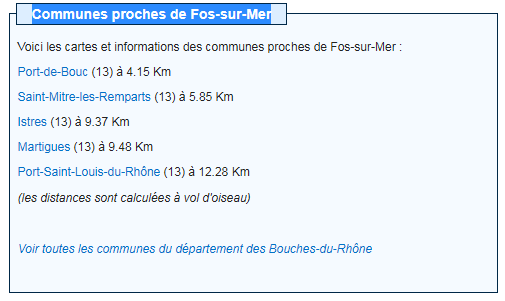 Communes proches de Fos-sur-Mer
Voici les cartes et informations des communes proches de Fos-sur-Mer :
Port-de-Bouc (13) à 4.15 Km
Saint-Mitre-les-Remparts (13) à 5.85 Km
Istres (13) à 9.37 Km
Martigues (13) à 9.48 Km
Port-Saint-Louis-du-Rhône (13) à 12.28 Km
(les distances sont calculées à vol d'oiseau)
Voir toutes les communes du département des Bouches-du-Rhône